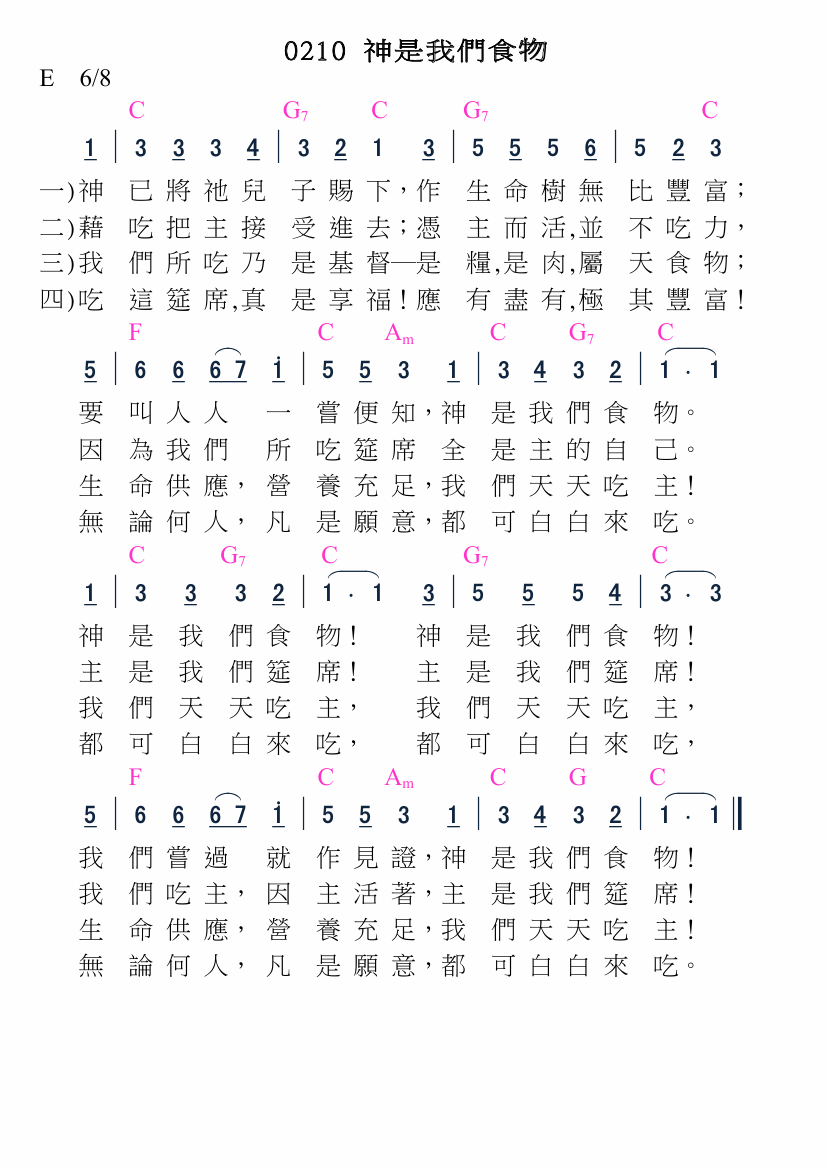 0210 神是我們食物
E 6/8
C G7 C G7 C
1 | 3 3 3 4 | 3 2 1 3 | 5 5 5 6 | 5 2 3
一)神 已將祂兒 子賜下，作 生命樹無 比豐富；
二)藉 吃把主接 受進去；憑 主而活,並 不吃力，
三)我 們所吃乃 是基督—是 糧,是肉,屬 天食物；
四)吃 這筵席,真 是享福！應 有盡有,極 其豐富！
F C Am C G7 C
5 | 6 6 6 7 i | 5 5 3 1 | 3 4 3 2 | 1 · 1
要 叫人人 一 嘗便知，神 是我們食 物。
因 為我們 所 吃筵席 全 是主的自 己。
生 命供應，營 養充足，我 們天天吃 主！
無 論何人，凡 是願意，都 可白白來 吃。
C G7 C G7 C
1 | 3 3 3 2 | 1 · 1 3 | 5 5 5 4 | 3 · 3
神 是我們食 物！ 神 是我們食 物！
主 是我們筵 席！ 主 是我們筵 席！
我 們天天吃 主， 我 們天天吃 主，
都 可白白來 吃， 都 可白白來 吃，
F C Am C G C
5 | 6 6 6 7 i | 5 5 3 1 | 3 4 3 2 | 1 · 1
我 們嘗過 就 作見證，神 是我們食 物！
我 們吃主，因 主活著，主 是我們筵 席！
生 命供應，營 養充足，我 們天天吃 主！
無 論何人，凡 是願意，都 可白白來 吃。